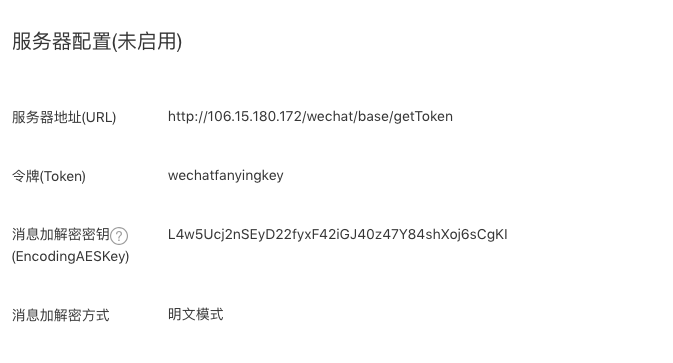 服务器配置(未启用)
服务器地址(URL) http://106.15.180.172/wechat/base/getToken
令牌(Token) wechatfanyingkey
消息加解密密钥? L4w5Ucj2nSEyD22fyxF42iGJ40z47Y84shXoj6sCgKI
(EncodingAESKey)
消息加解密方式 明文模式